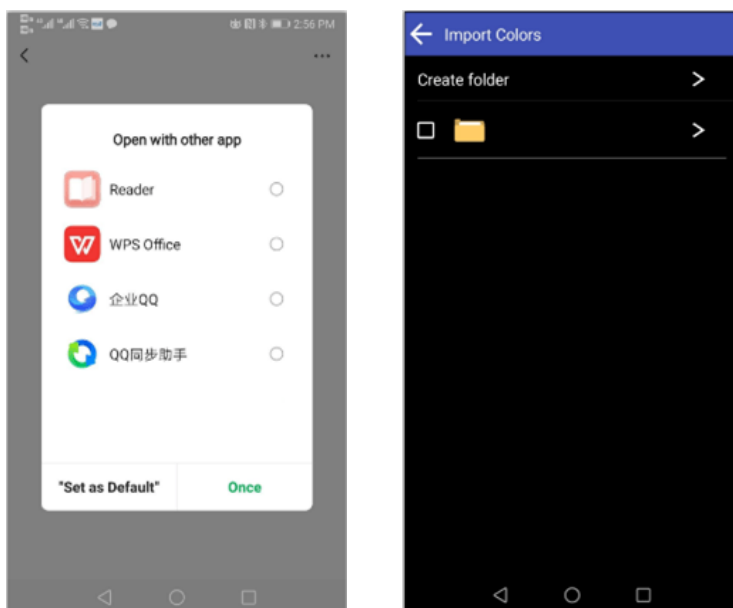 2:56 PM
Open with other app
Reader
WPS Office
企业QQ
QQ同步助手
"Set as Default"
Once
Import Colors
Create folder